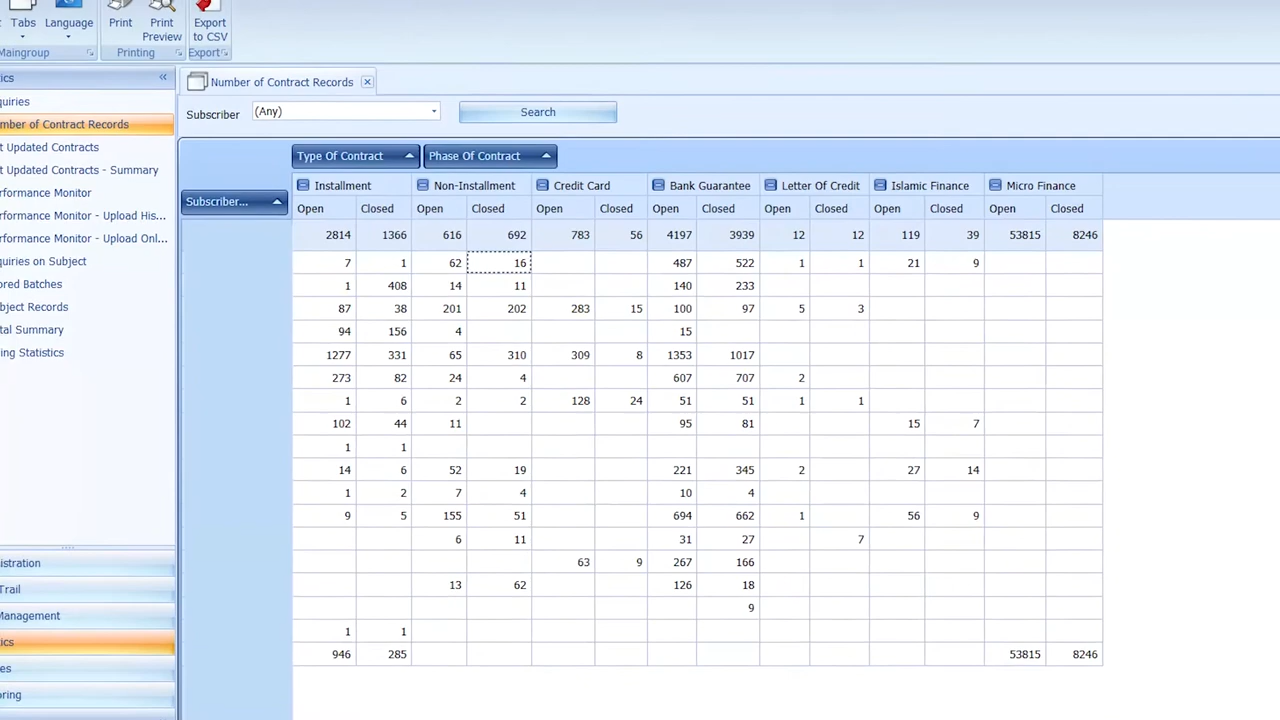 Tabs Language Print Print Preview Export to CSV
Maingroup Printing Export
tics «
quiries
mber of Contract Records
t Updated Contracts
t Updated Contracts - Summary
erformance Monitor
erformance Monitor - Upload His...
erformance Monitor - Upload Onl...
quiries on Subject
ored Batches
bject Records
tal Summary
ing Statistics
istration
Trail
Management
tics
es
oring
Number of Contract Records
Subscriber (Any) Search
Type Of Contract Phase Of Contract
Subscriber...
Installment Non-Installment Credit Card Bank Guarantee Letter Of Credit Islamic Finance Micro Finance
Open Closed Open Closed Open Closed Open Closed Open Closed Open Closed Open Closed
2814 1366 616 692 783 56 4197 3939 12 12 119 39 53815 8246
7 1 62 16 487 522 1 1 21 9
1 408 14 11 140 233
87 38 201 202 283 15 100 97 5 3
94 156 4 15
1277 331 65 310 309 8 1353 1017
273 82 24 4 607 707 2
1 6 2 2 128 24 51 51 1 1
102 44 11 95 81 15 7
1 1
14 6 52 19 221 345 2 27 14
1 2 7 4 10 4
9 5 155 51 694 662 1 56 9
6 11 31 27 7
63 9 267 166
13 62 126 18
9
1 1
946 285 53815 8246